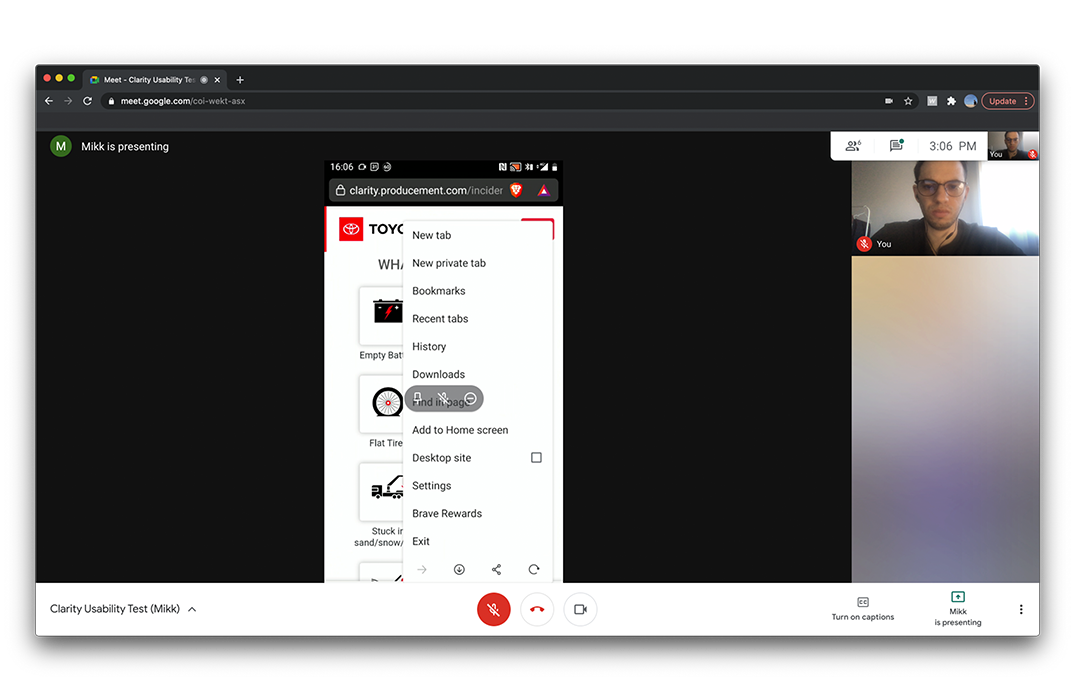 Meet - Clarity Usability Tes
meet.google.com/coi-wekt-asx
Update
M
Mikk is presenting
6
3:06 PM
You
16:06
clarity.producement.com/incider
You
TOYO
New tab
WHA
New private tab
Bookmarks
Recent tabs
History
Empty Bat
Downloads
Find in page
Add to Home screen
Flat Tire
Desktop site
Settings
Brave Rewards
Stuck in
sand/snow/
Exit
Clarity Usability Test (Mikk)
CC
Turn on captions
Mikk
is presenting